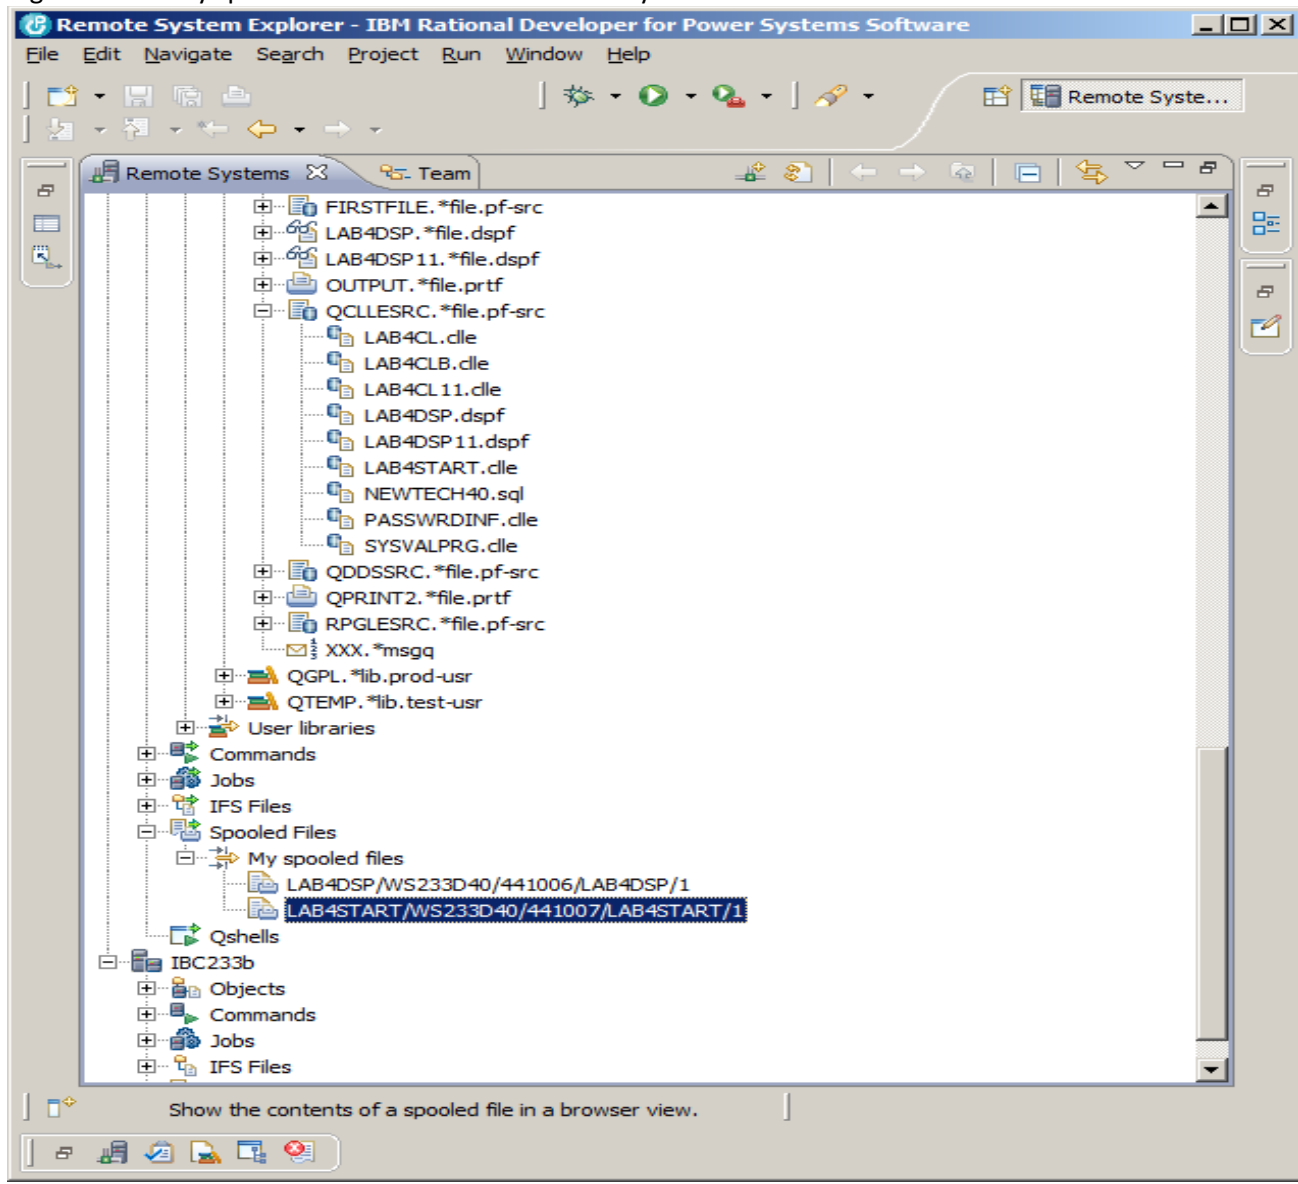 Remote System Explorer - IBM Rational Developer for Power Systems Software
File Edit Navigate Search Project Run Window Help
Remote Syste...
Remote Systems Team
FIRSTFILE.*file.pf-src
LAB4DSP.*file.dspf
LAB4DSP11.*file.dspf
OUTPUT.*file.prtf
QCLLESRC.*file.pf-src
LAB4CL.clle
LAB4CLB.clle
LAB4CL11.clle
LAB4DSP.dspf
LAB4DSP11.dspf
LAB4START.clle
NEWTECH40.sql
PASSWRDINF.clle
SYSVALPRG.clle
QDDSSRC.*file.pf-src
QPRINT2.*file.prtf
RPGLESRC.*file.pf-src
XXX.*msgq
QGPL.*lib.prod-usr
QTEMP.*lib.test-usr
User libraries
Commands
Jobs
IFS Files
Spooled Files
My spooled files
LAB4DSP/WS233D40/441006/LAB4DSP/1
LAB4START/WS233D40/441007/LAB4START/1
Qshells
IBC233b
Objects
Commands
Jobs
IFS Files
Show the contents of a spooled file in a browser view.